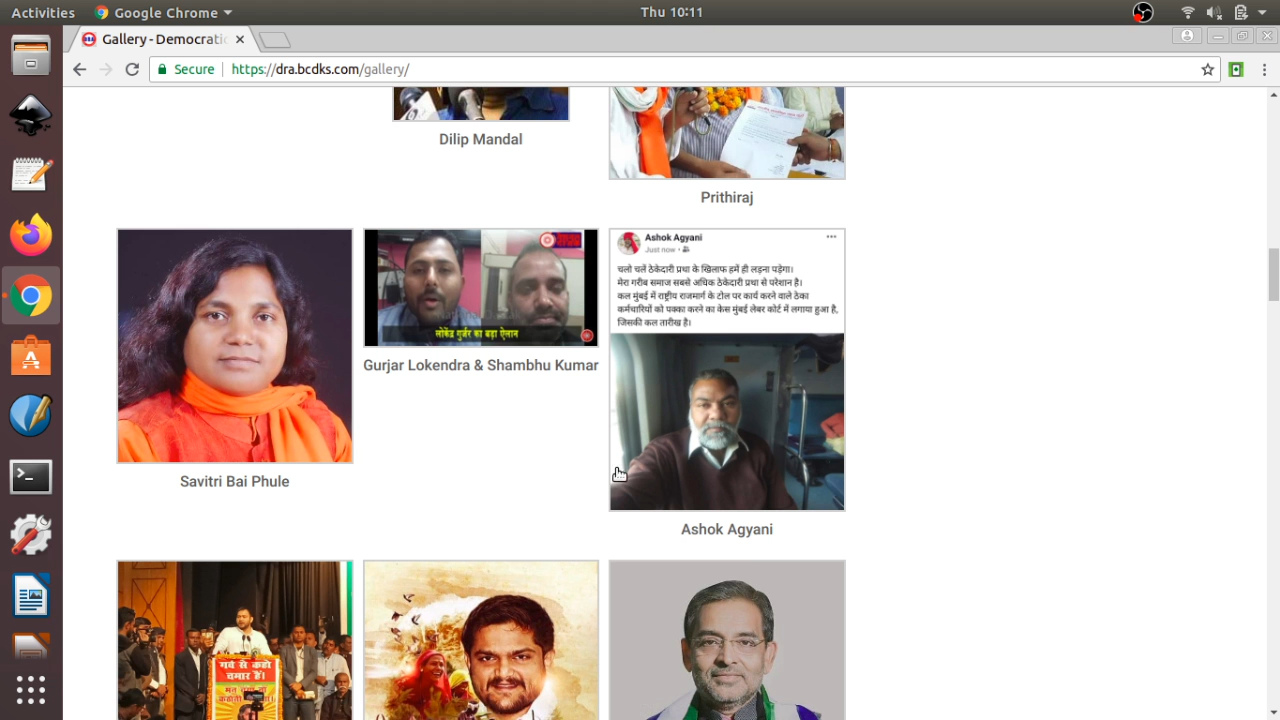 Activities
Google Chrome
Thu 10:11
Gallery - Democratic
Secure
https://dra.bcdks.com/gallery/
Dilip Mandal
Prithiraj
Savitri Bai Phule
लोकेंद्र गुर्जर का बड़ा ऐलान
Gurjar Lokendra & Shambhu Kumar
Ashok Agyani
Just now
चलो चलें ठेकेदारी प्रथा के खिलाफ हमें ही लड़ना पड़ेगा।
मेरा गरीब समाज सबसे अधिक ठेकेदारी प्रथा से परेशान है।
कल मुंबई में राष्ट्रीय राजमार्ग के टोल पर कार्य करने वाले ठेका
कर्मचारियों को पक्का करने का केस मुंबई लेबर कोर्ट में लगाया हुआ है,
जिसकी कल तारीख है।
Ashok Agyani
गर्व से कहो
चमार हैं।